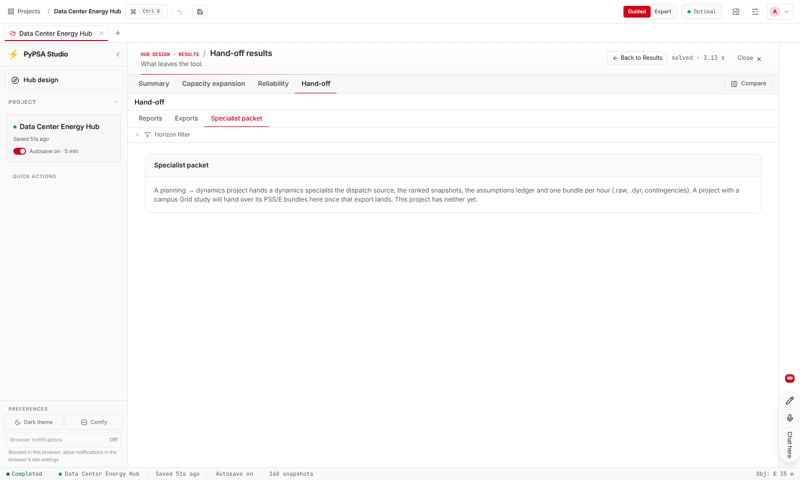 Projects / Data Center Energy Hub Ctrl K Guided Expert Optimal A
Data Center Energy Hub × +
PyPSA Studio
Hub design
PROJECT
Data Center Energy Hub
Saved 51s ago
Autosave on · 5 min
QUICK ACTIONS
HUB DESIGN · RESULTS / Hand-off results
What leaves the tool.
← Back to Results solved · 3.13 s Close ×
Summary Capacity expansion Reliability Hand-off Compare
Hand-off
Reports Exports Specialist packet
Horizon filter
Specialist packet
A planning → dynamics project hands a dynamics specialist the dispatch source, the ranked snapshots, the assumptions ledger and one bundle per hour (.raw, .dyr, contingencies). A project with a
campus Grid study will hand over its PSS/E bundles here once that export lands. This project has neither yet.
PREFERENCES
Dark theme Comfy
Browser notifications Off
Blocked in this browser: allow notifications in the
browser's site settings
Chat here
Completed Data Center Energy Hub Saved 51s ago Autosave on 168 snapshots Obj: € 35 m